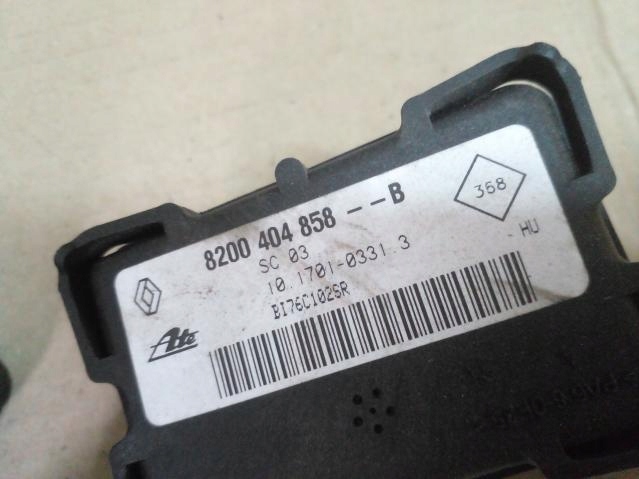 8200 404 858 -- B
368
SC 03
10.1701-0331.3
HU
BI76C102SR
Ate